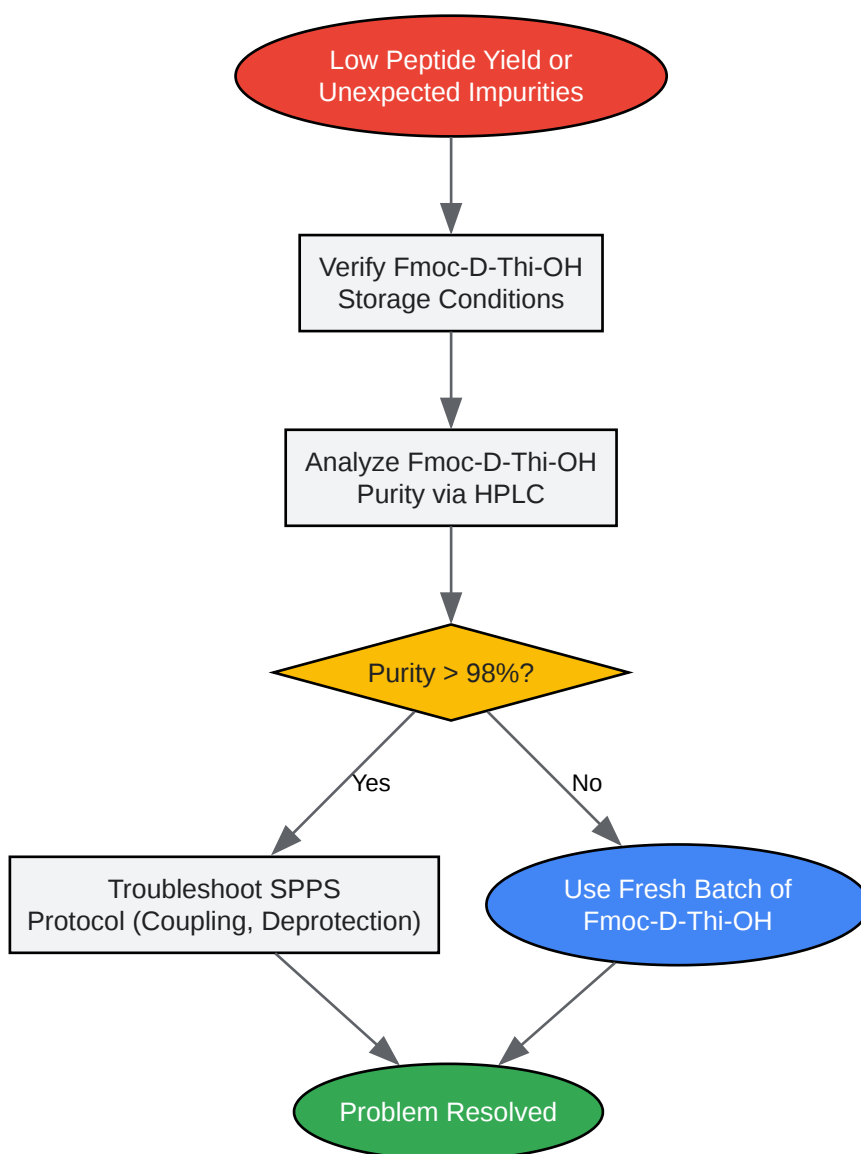 Low Peptide Yield or
Unexpected Impurities
Verify Fmoc-D-Thi-OH
Storage Conditions
Analyze Fmoc-D-Thi-OH
Purity via HPLC
Purity > 98%?
Yes
No
Troubleshoot SPPS
Protocol (Coupling, Deprotection)
Use Fresh Batch of
Fmoc-D-Thi-OH
Problem Resolved